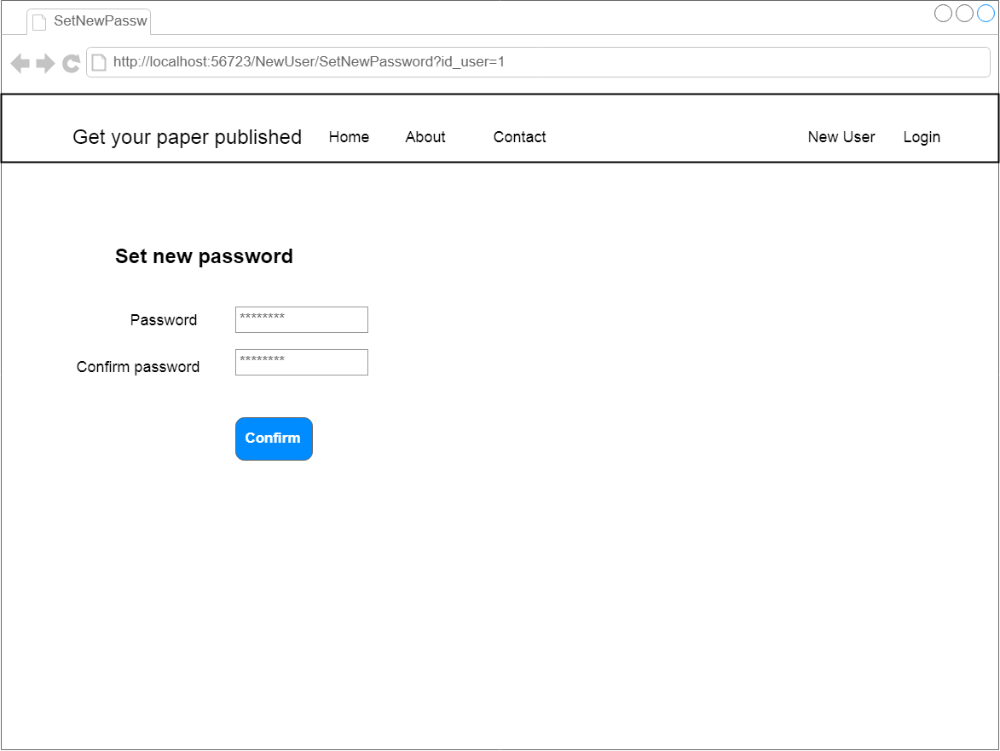 SetNewPassw
http://localhost:56723/NewUser/SetNewPassword?id_user=1
Get your paper published Home About Contact New User Login
Set new password
Password ********
Confirm password ********
Confirm